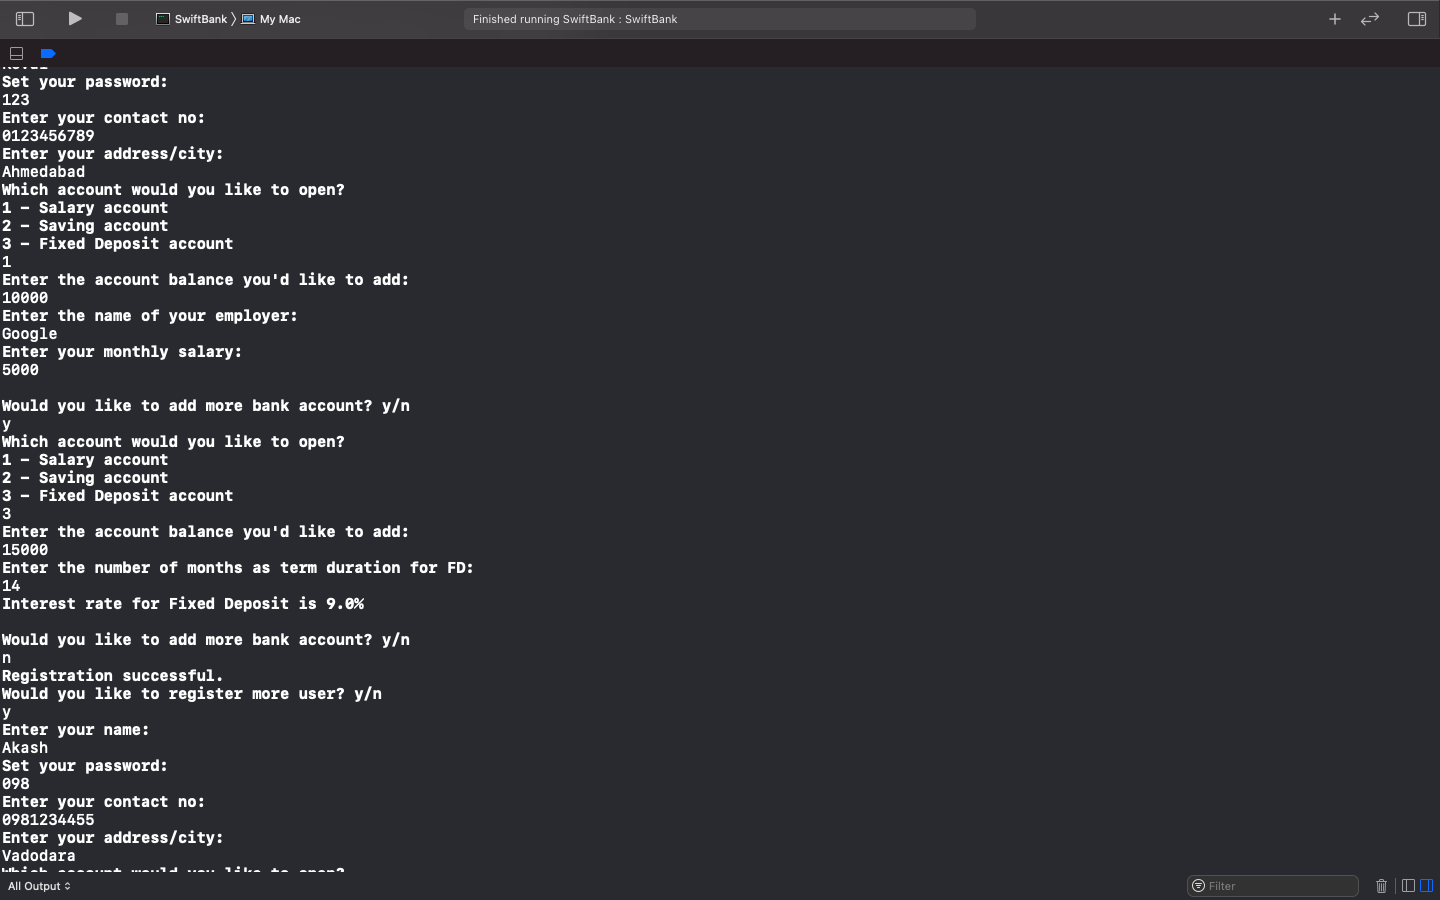 SwiftBank 〉 My Mac
Finished running SwiftBank : SwiftBank
Set your password:
123
Enter your contact no:
0123456789
Enter your address/city:
Ahmedabad
Which account would you like to open?
1 – Salary account
2 – Saving account
3 – Fixed Deposit account
1
Enter the account balance you'd like to add:
10000
Enter the name of your employer:
Google
Enter your monthly salary:
5000
Would you like to add more bank account? y/n
y
Which account would you like to open?
1 – Salary account
2 – Saving account
3 – Fixed Deposit account
3
Enter the account balance you'd like to add:
15000
Enter the number of months as term duration for FD:
14
Interest rate for Fixed Deposit is 9.0%
Would you like to add more bank account? y/n
n
Registration successful.
Would you like to register more user? y/n
y
Enter your name:
Akash
Set your password:
098
Enter your contact no:
0981234455
Enter your address/city:
Vadodara
Which account would you like to open?
All Output
Filter